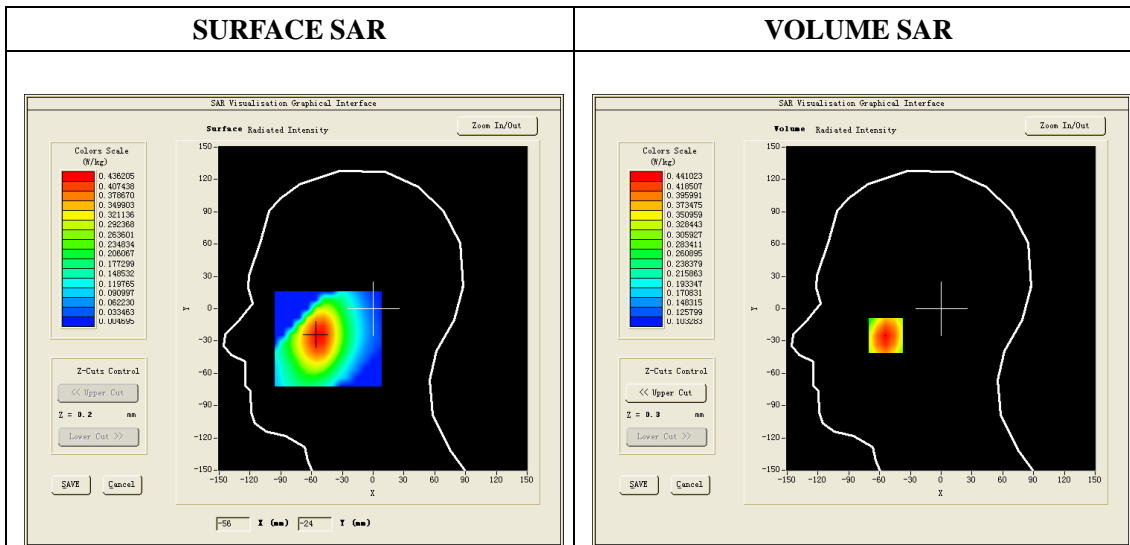 SURFACE SAR
VOLUME SAR
SAR Visualisation Graphical Interface
Surface Radiated Intensity
Zoom In/Out
Colors Scale
(W/kg)
0.436205
0.407438
0.378670
0.349903
0.321136
0.292368
0.263601
0.234834
0.206067
0.177299
0.148532
0.119765
0.090997
0.062230
0.033463
0.004695
150
120
90
60
30
0
-30
-60
-90
-120
-150
Y
-150 -120 -90 -60 -30 0 30 60 90 120 150
X
Z-Cuts Control
<< Upper Cut
Z = 0.2 mm
Lower Cut >>
SAVE Cancel
-56 X (mm) -24 Y (mm)
SAR Visualisation Graphical Interface
Volume Radiated Intensity
Zoom In/Out
Colors Scale
(W/kg)
0.441023
0.418507
0.395991
0.373475
0.350959
0.328443
0.305927
0.283411
0.260895
0.238379
0.215863
0.193347
0.170831
0.148315
0.125799
0.103283
150
120
90
60
30
0
-30
-60
-90
-120
-150
Y
-150 -120 -90 -60 -30 0 30 60 90 120 150
X
Z-Cuts Control
<< Upper Cut
Z = 0.3 mm
Lower Cut >>
SAVE Cancel